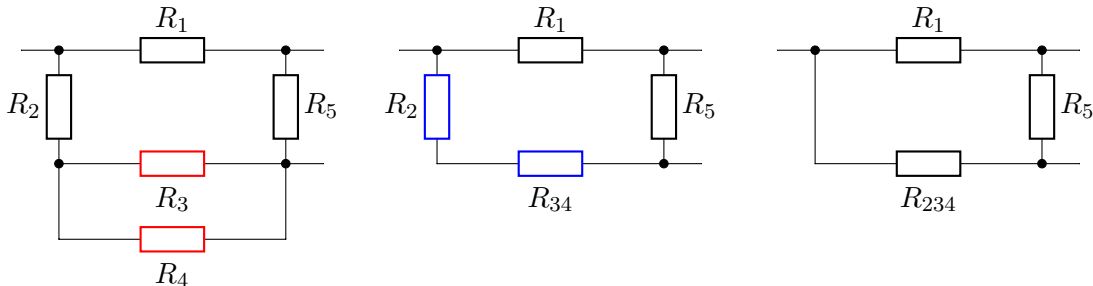 R₁ R₁ R₁
R₂ R₅ R₂ R₅ R₅
R₃ R₃₄ R₂₃₄
R₄